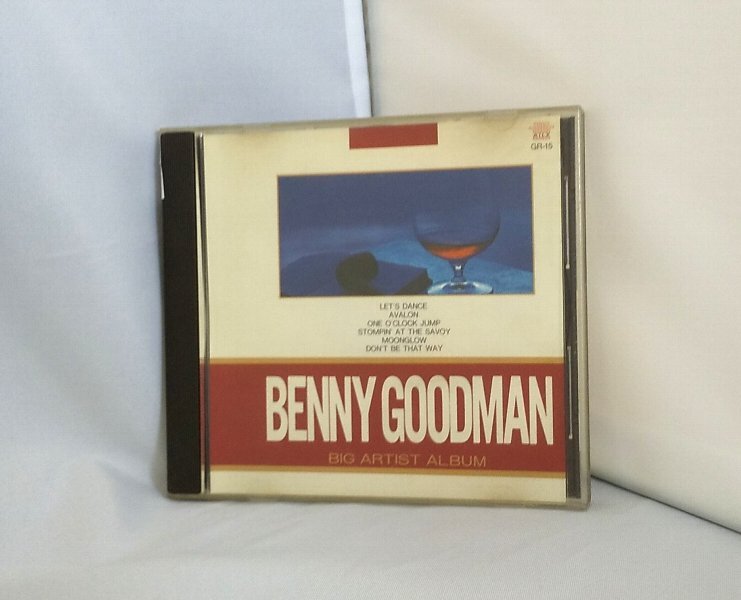 GR-15
LET'S DANCE
AVALON
ONE O'CLOCK JUMP
STOMPIN' AT THE SAVOY
MOONGLOW
DON'T BE THAT WAY
BENNY GOODMAN
BIG ARTIST ALBUM